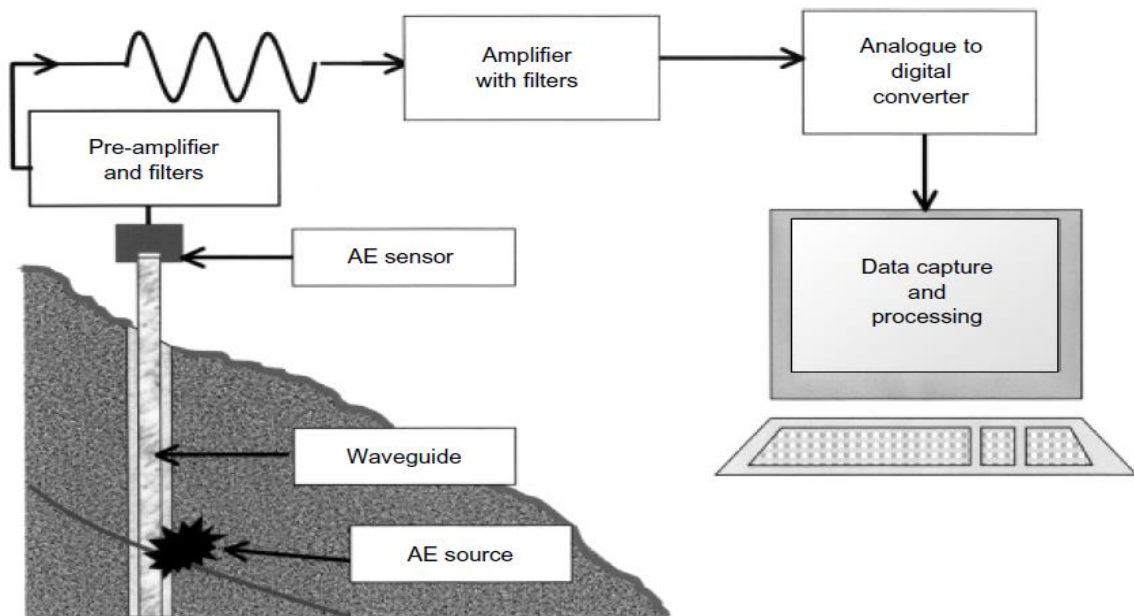 Amplifier
with filters
Analogue to
digital
converter
Pre-amplifier
and filters
AE sensor
Data capture
and
processing
Waveguide
AE source